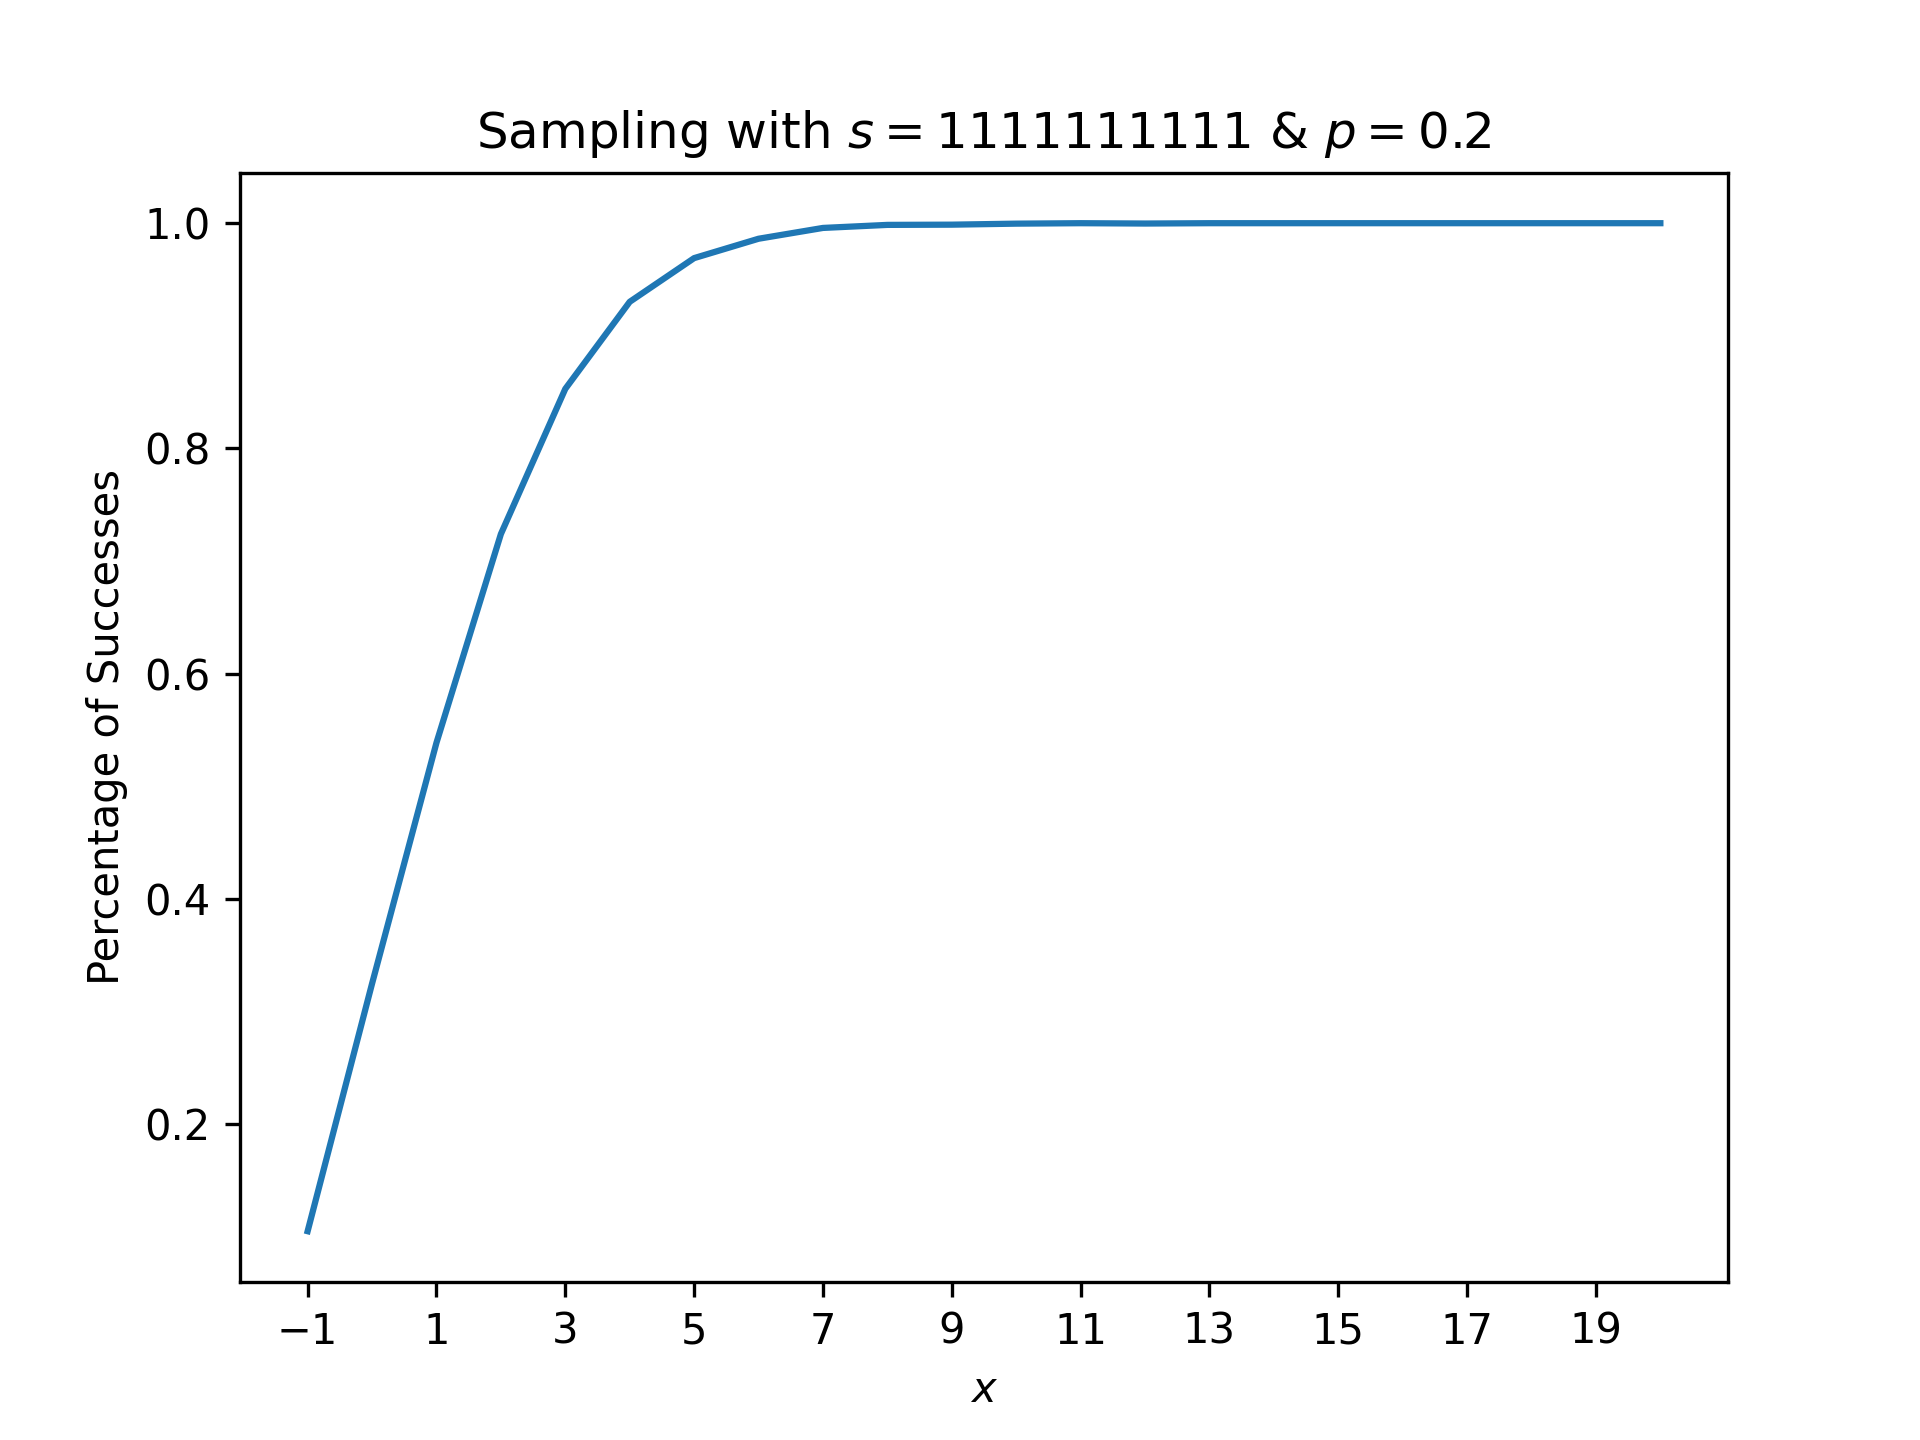 Sampling with s = 1111111111 & p = 0.2
Percentage of Successes
1.0
0.8
0.6
0.4
0.2
−1 1 3 5 7 9 11 13 15 17 19
x